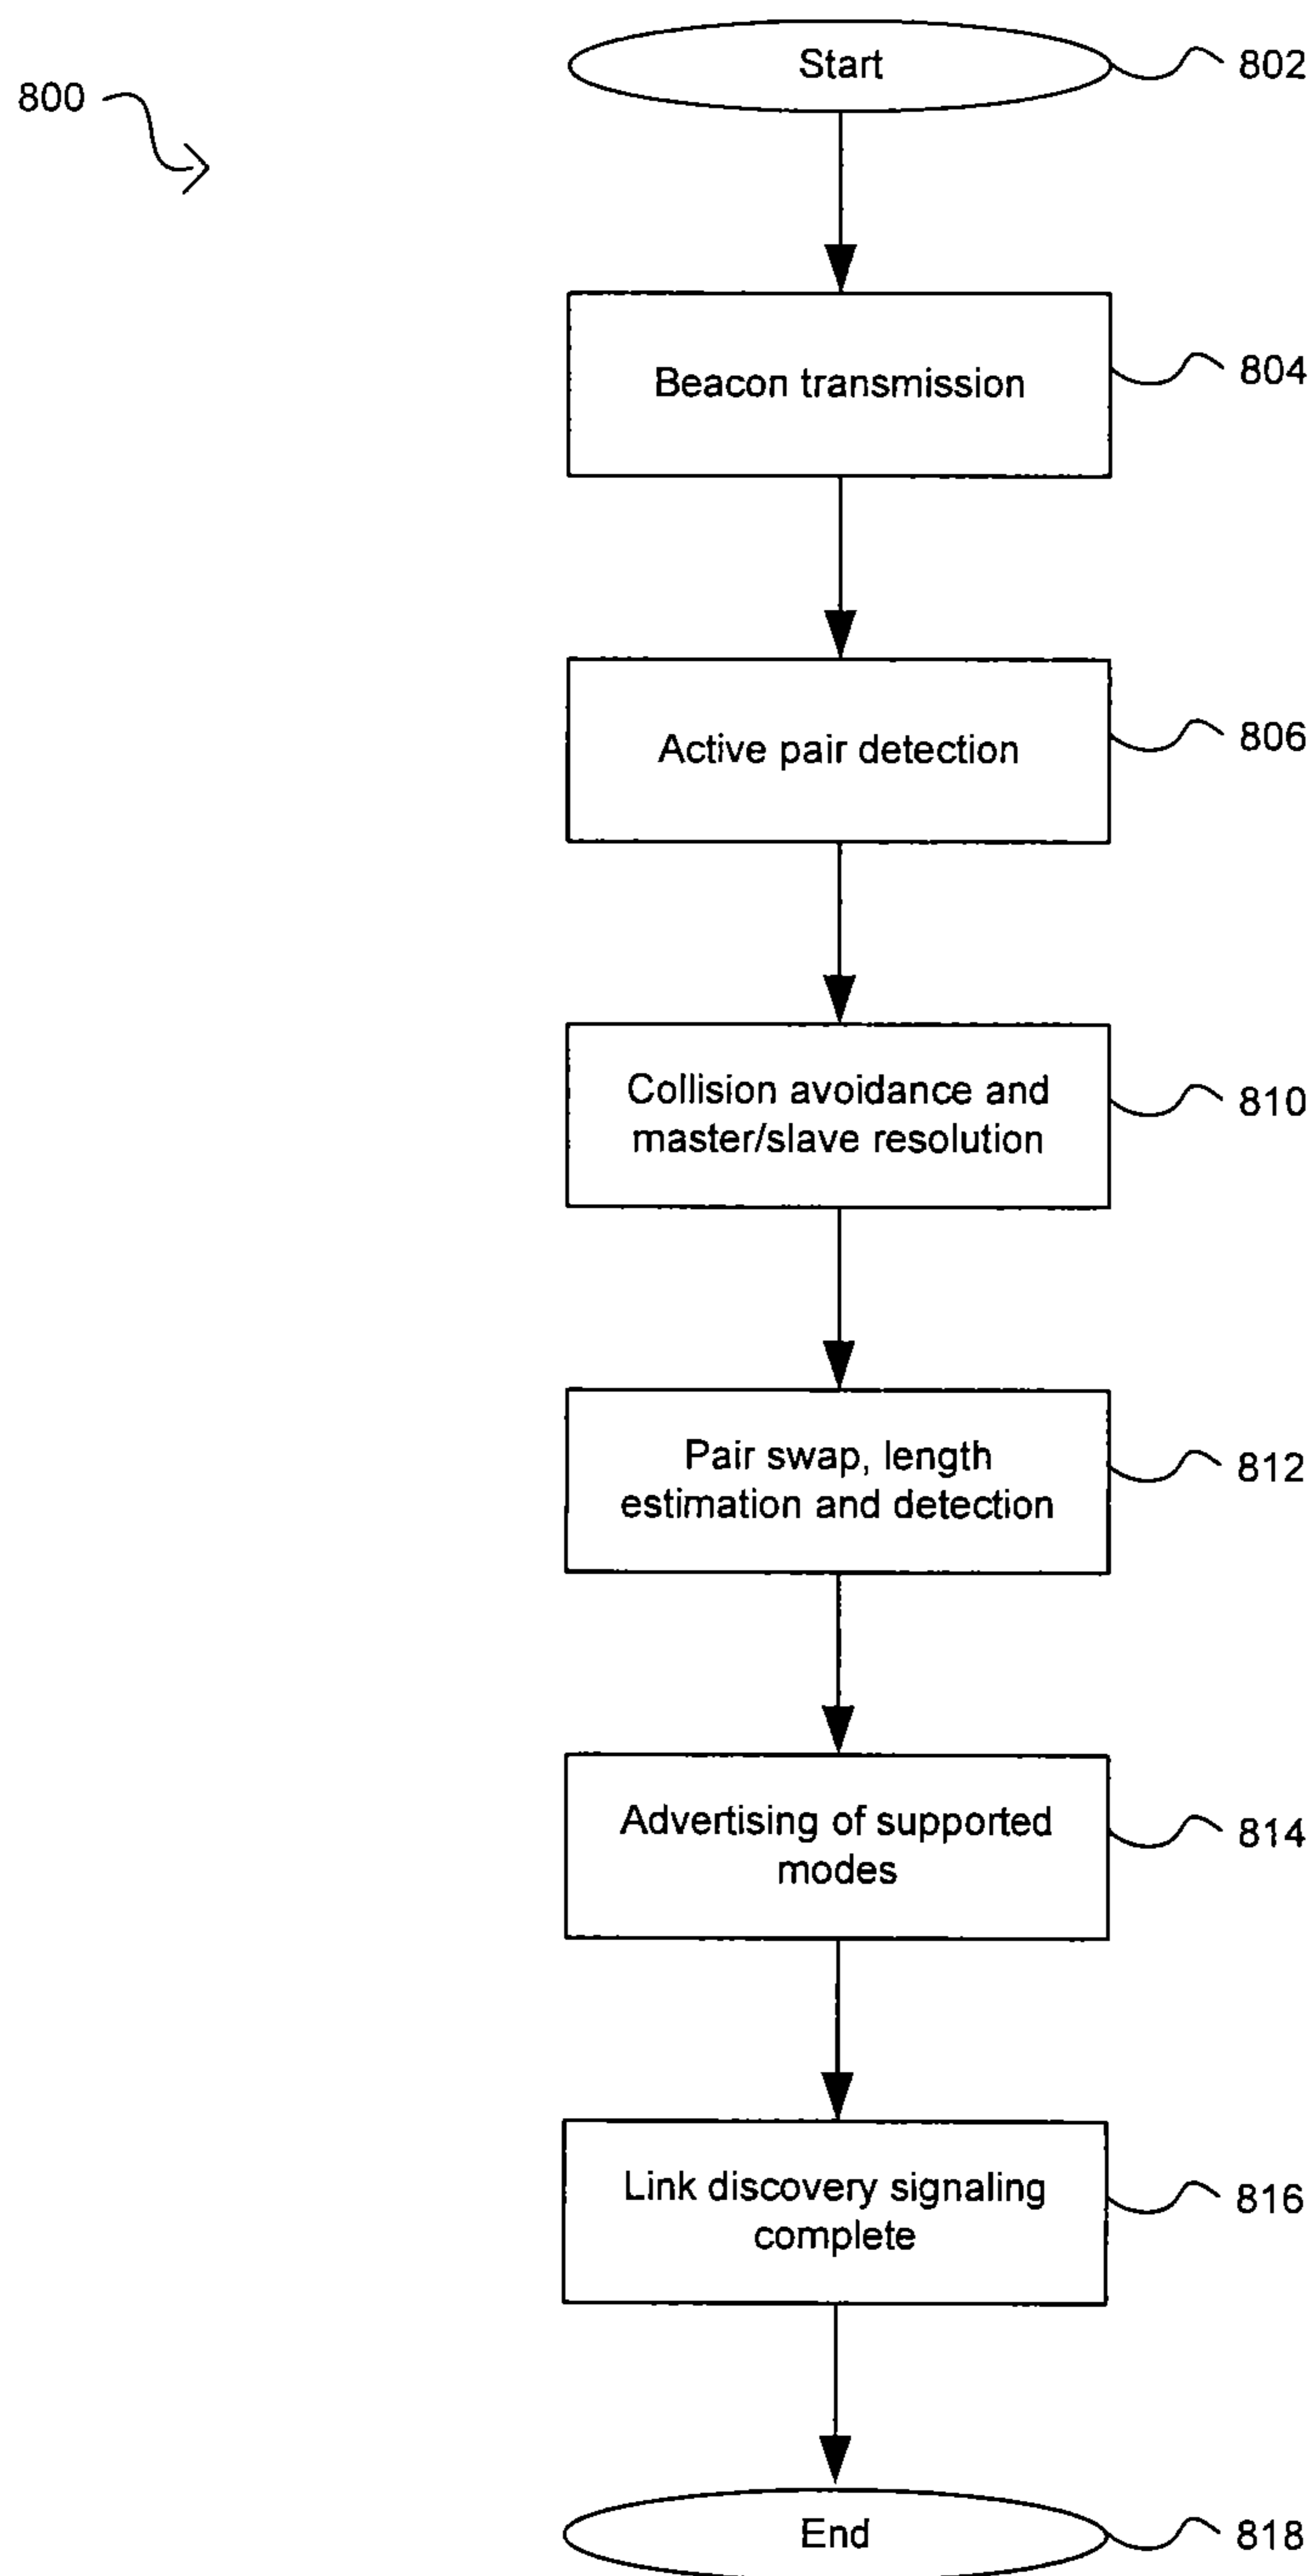 Start
802
800
Beacon transmission
804
Active pair detection
806
Collision avoidance and
master/slave resolution
810
Pair swap, length
estimation and detection
812
Advertising of supported
modes
814
Link discovery signaling
complete
816
End
818